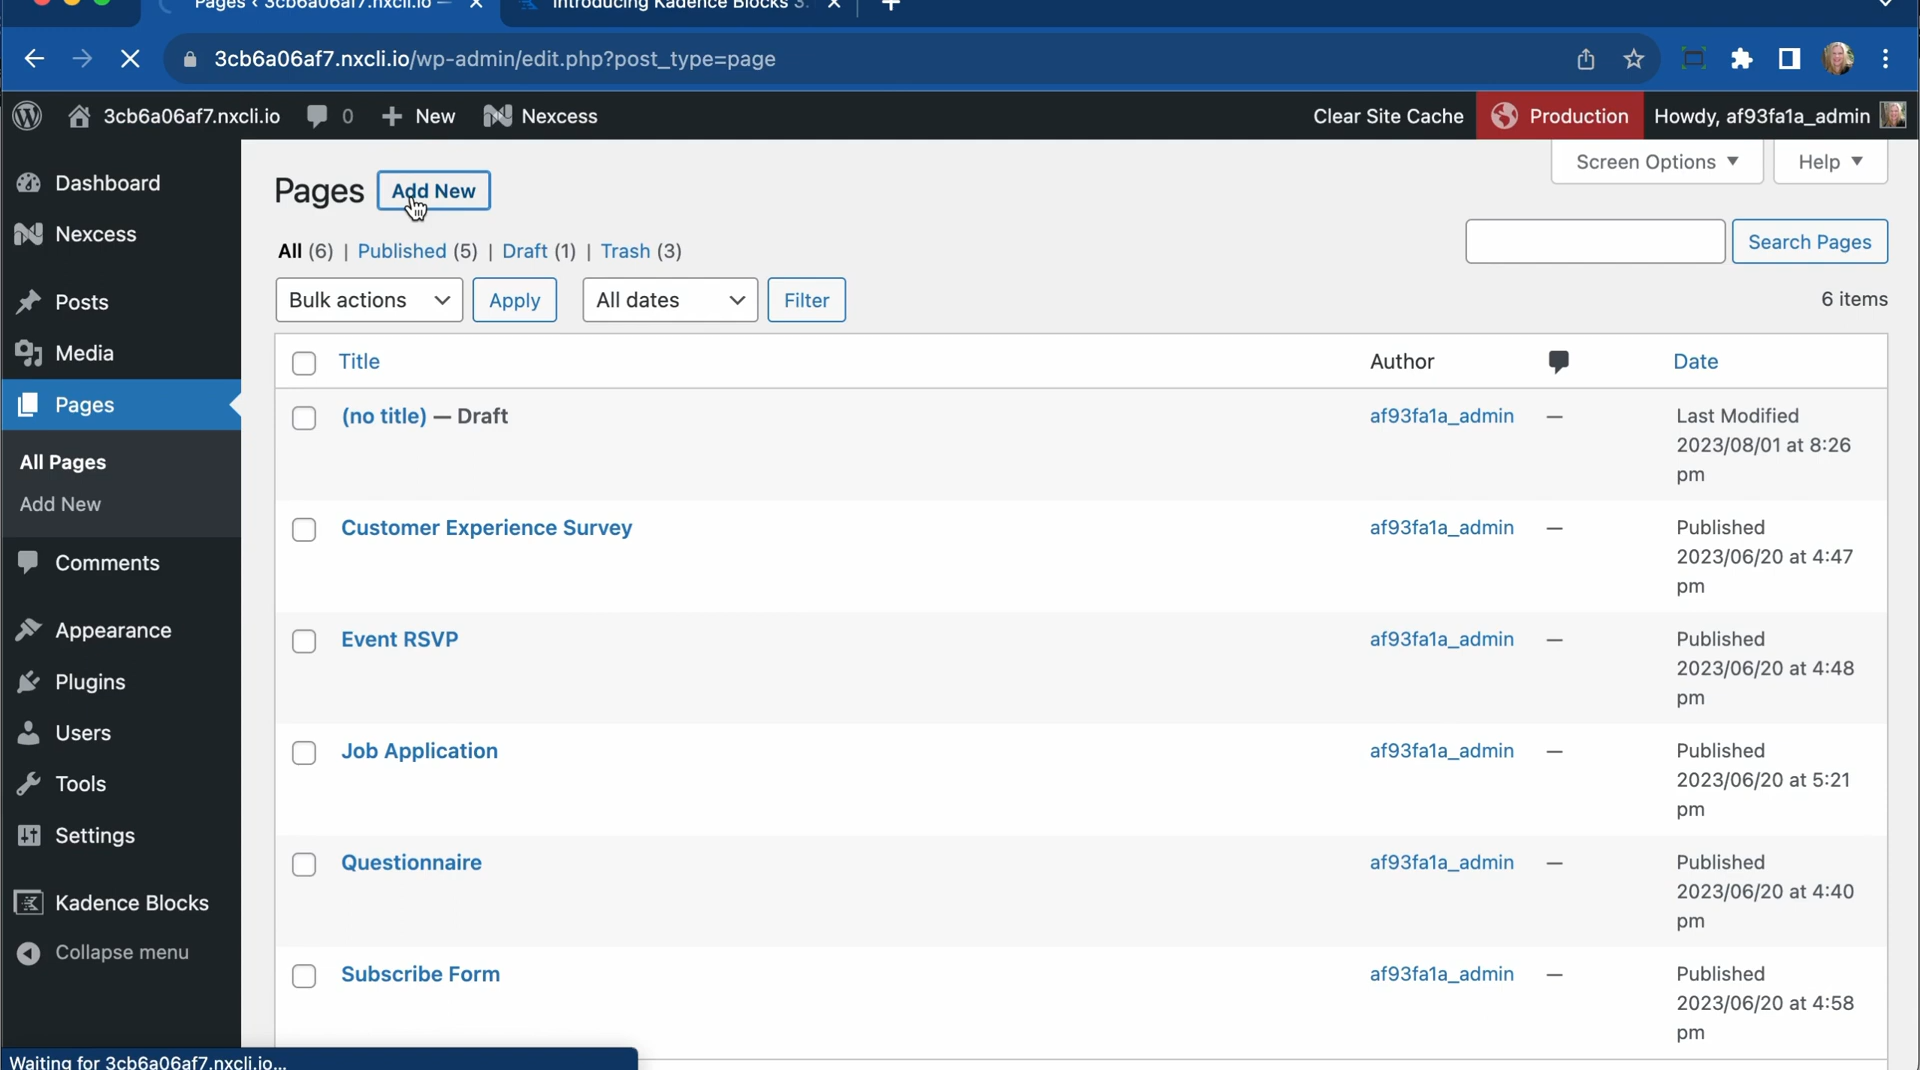 Pages < 3cb6a06af7.nxcli.io —
Introducing Kadence Blocks 3.
3cb6a06af7.nxcli.io/wp-admin/edit.php?post_type=page
3cb6a06af7.nxcli.io 0 New Nexcess Clear Site Cache Production Howdy, af93fa1a_admin
Screen Options Help
Dashboard
Nexcess
Posts
Media
Pages
All Pages
Add New
Comments
Appearance
Plugins
Users
Tools
Settings
Kadence Blocks
Collapse menu
Pages Add New
All (6) | Published (5) | Draft (1) | Trash (3)
Search Pages
Bulk actions Apply All dates Filter
6 items
Title Author Date
(no title) — Draft af93fa1a_admin — Last Modified
2023/08/01 at 8:26
pm
Customer Experience Survey af93fa1a_admin — Published
2023/06/20 at 4:47
pm
Event RSVP af93fa1a_admin — Published
2023/06/20 at 4:48
pm
Job Application af93fa1a_admin — Published
2023/06/20 at 5:21
pm
Questionnaire af93fa1a_admin — Published
2023/06/20 at 4:40
pm
Subscribe Form af93fa1a_admin — Published
2023/06/20 at 4:58
pm
Waiting for 3cb6a06af7.nxcli.io...